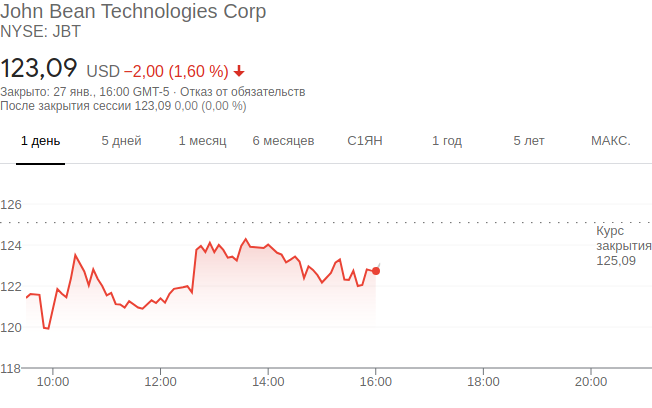 John Bean Technologies Corp
NYSE: JBT
123,09 USD −2,00 (1,60 %)
Закрыто: 27 янв., 16:00 GMT-5 · Отказ от обязательств
После закрытия сессии 123,09 0,00 (0,00 %)
1 день 5 дней 1 месяц 6 месяцев С1ЯН 1 год 5 лет МАКС.
126
Курс
124
закрытия
125,09
122
120
118
10:00 12:00 14:00 16:00 18:00 20:00